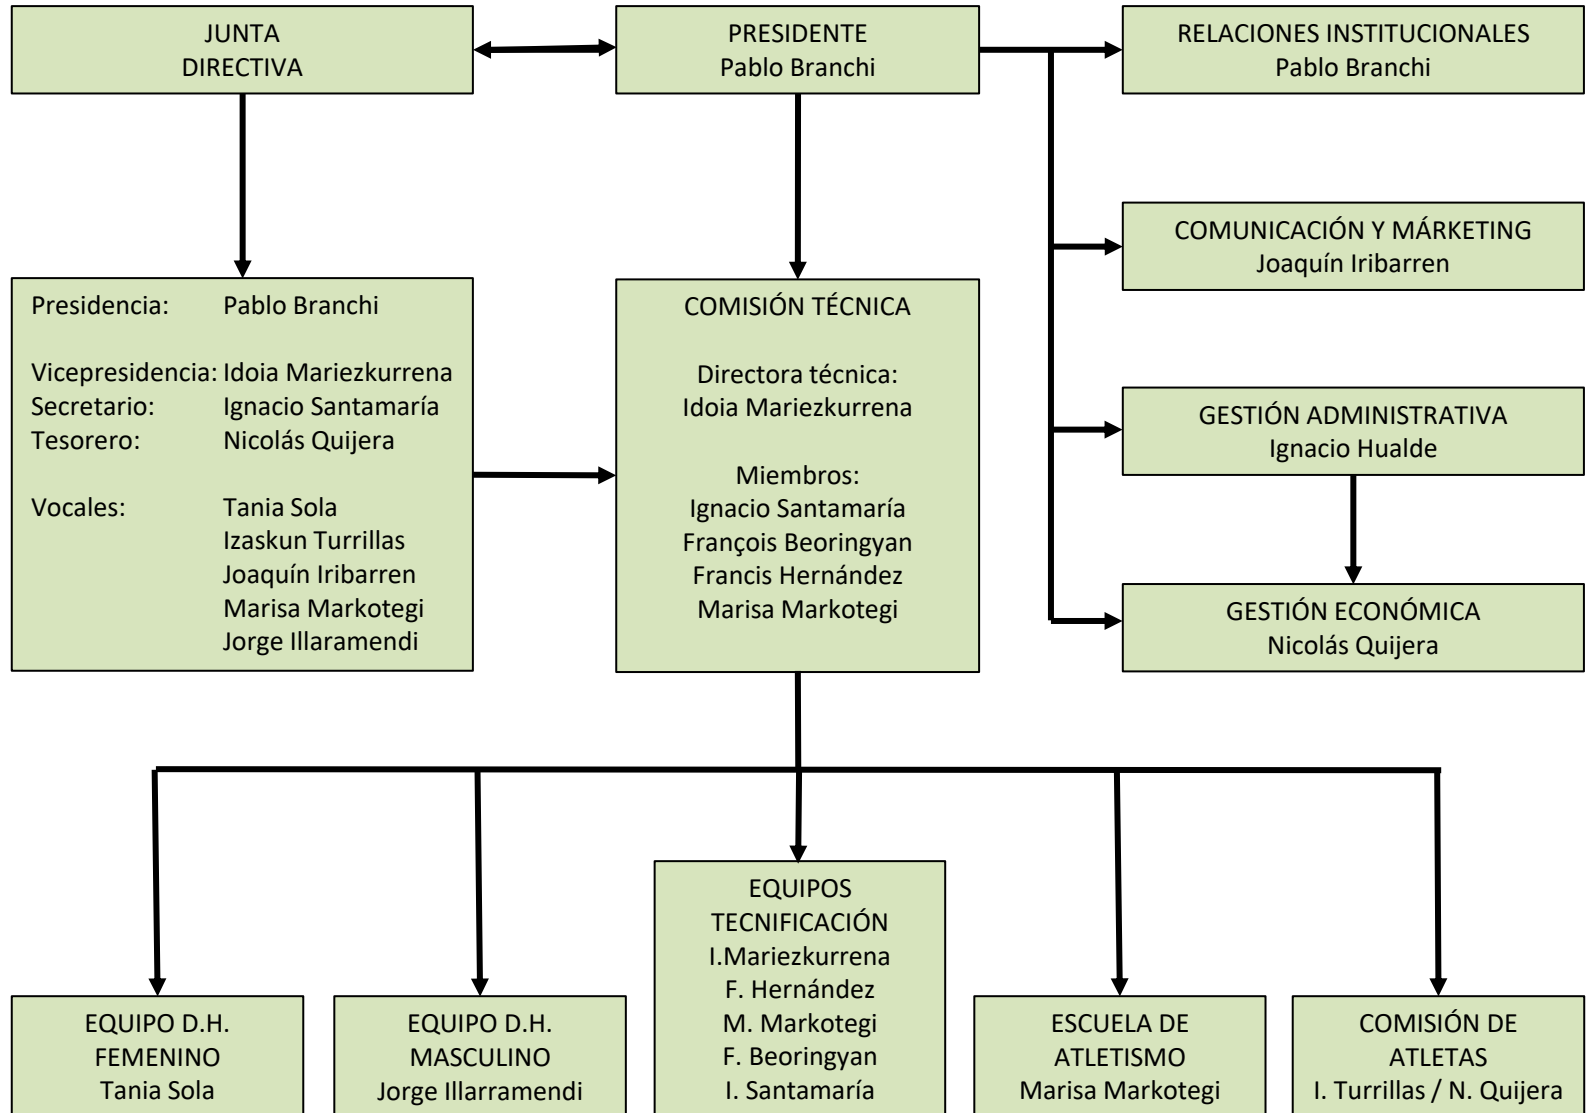 JUNTA
DIRECTIVA
PRESIDENTE
Pablo Branchi
RELACIONES INSTITUCIONALES
Pablo Branchi
COMUNICACIÓN Y MÁRKETING
Joaquín Iribarren
Presidencia: Pablo Branchi
Vicepresidencia: Idoia Mariezkurrena
Secretario: Ignacio Santamaría
Tesorero: Nicolás Quijera
Vocales: Tania Sola
Izaskun Turrillas
Joaquín Iribarren
Marisa Markotegi
Jorge Illaramendi
COMISIÓN TÉCNICA
Directora técnica:
Idoia Mariezkurrena
Miembros:
Ignacio Santamaría
François Beoringyan
Francis Hernández
Marisa Markotegi
GESTIÓN ADMINISTRATIVA
Ignacio Hualde
GESTIÓN ECONÓMICA
Nicolás Quijera
EQUIPO D.H.
FEMENINO
Tania Sola
EQUIPO D.H.
MASCULINO
Jorge Illarramendi
EQUIPOS
TECNIFICACIÓN
I.Mariezkurrena
F. Hernández
M. Markotegi
F. Beoringyan
I. Santamaría
ESCUELA DE
ATLETISMO
Marisa Markotegi
COMISIÓN DE
ATLETAS
I. Turrillas / N. Quijera